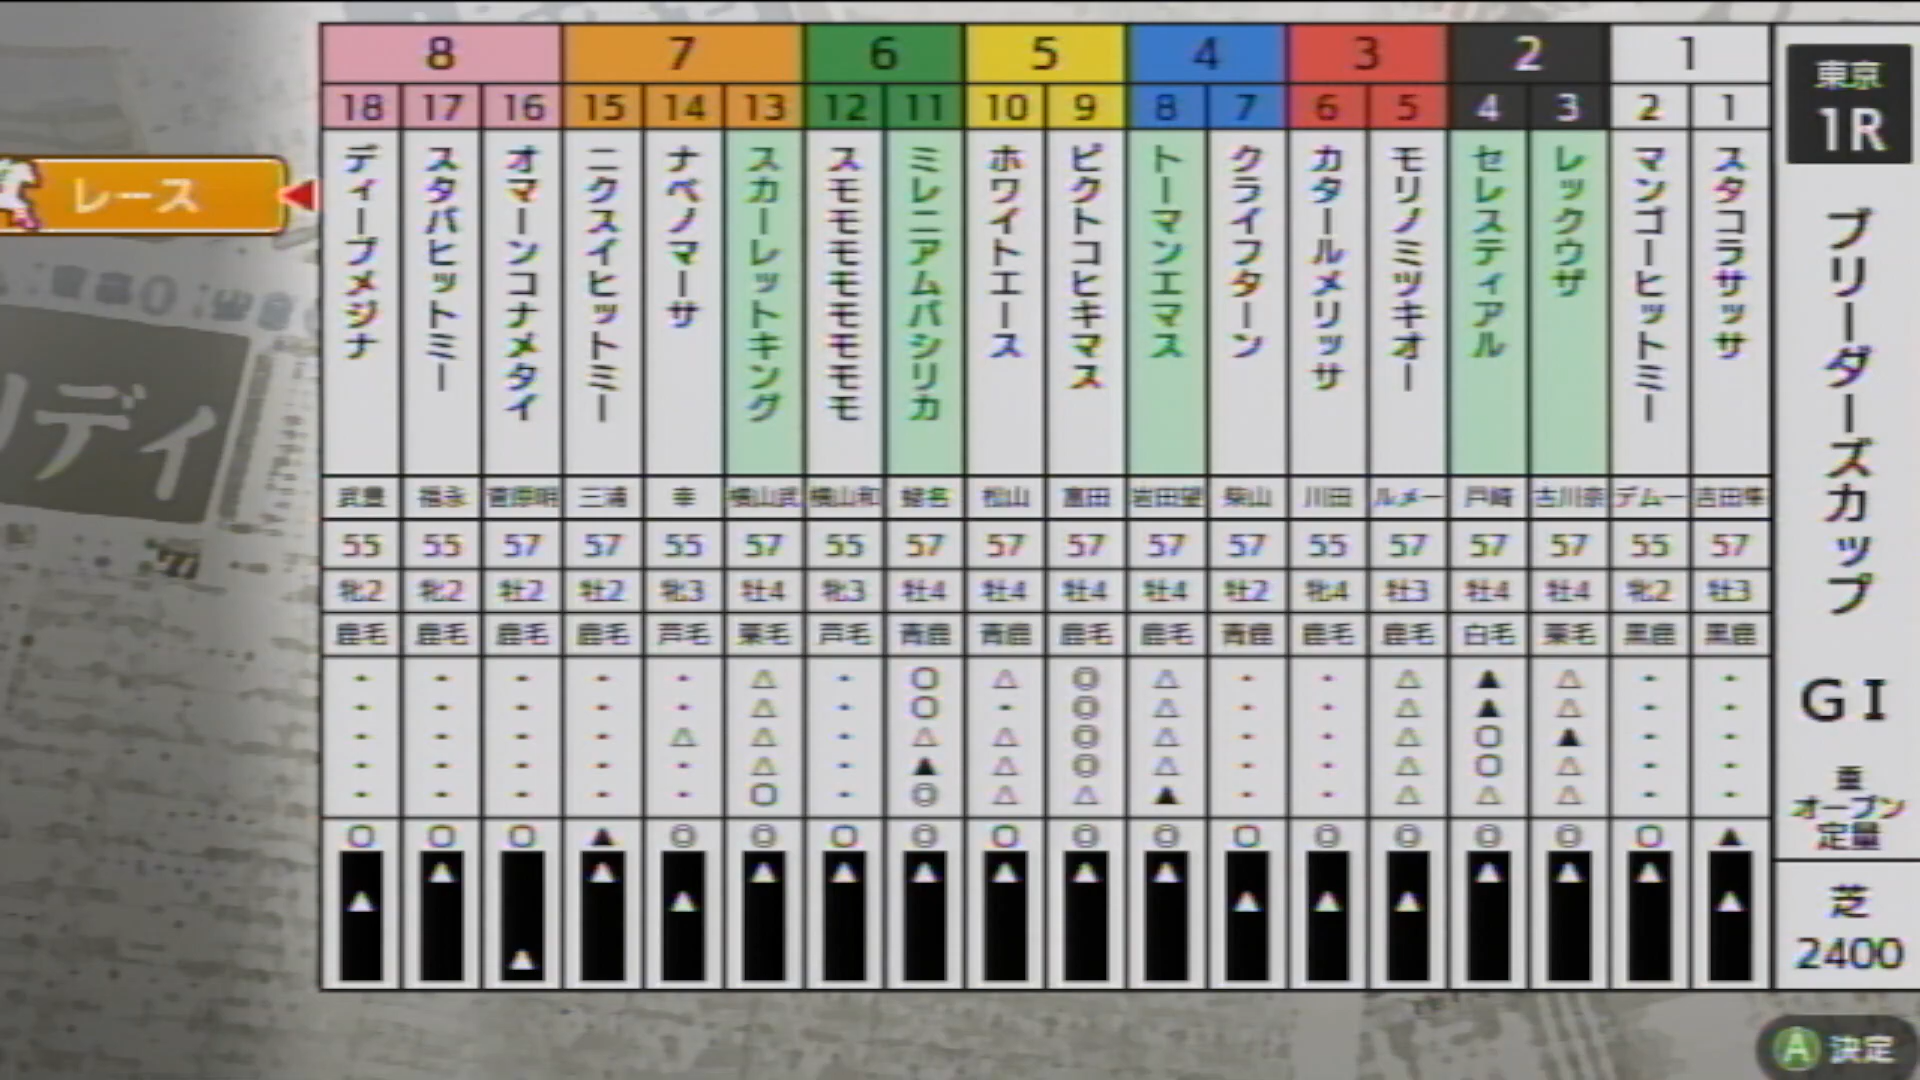 レース
東京
1R
ブリーダーズカップ
GI
オープン
定量
芝
2400
8 7 6 5 4 3 2 1
18 17 16 15 14 13 12 11 10 9 8 7 6 5 4 3 2 1
ディープメジナ
スタバヒットミー
オマーンコナメタイ
ニクスイヒットミー
ナベノマーサ
スカーレットキング
スモモモモモモモモ
ミレニアムバシリカ
ホワイトエース
ピクトコヒキマス
トーマンエマス
クライフターン
カタールメリッサ
モリノミツキオー
セレスティアル
レックウザ
マンゴーヒットミー
スタコラサッサ
武豊 福永 菅原明 三浦 幸 横山武 横山和 蛯名 松山 富田 岩田望 柴山 川田 ルメー 戸崎 古川奈 デムー 吉田隼
55 55 57 57 55 57 55 57 57 57 57 57 55 57 57 57 55 57
牝2 牝2 牡2 牡2 牝3 牡4 牝3 牡4 牡4 牡4 牡4 牡2 牝4 牡3 牡4 牡4 牝2 牡3
鹿毛 鹿毛 鹿毛 鹿毛 芦毛 栗毛 芦毛 青鹿 青鹿 鹿毛 鹿毛 青鹿 鹿毛 鹿毛 白毛 栗毛 黒鹿 黒鹿
リディ
A 決定